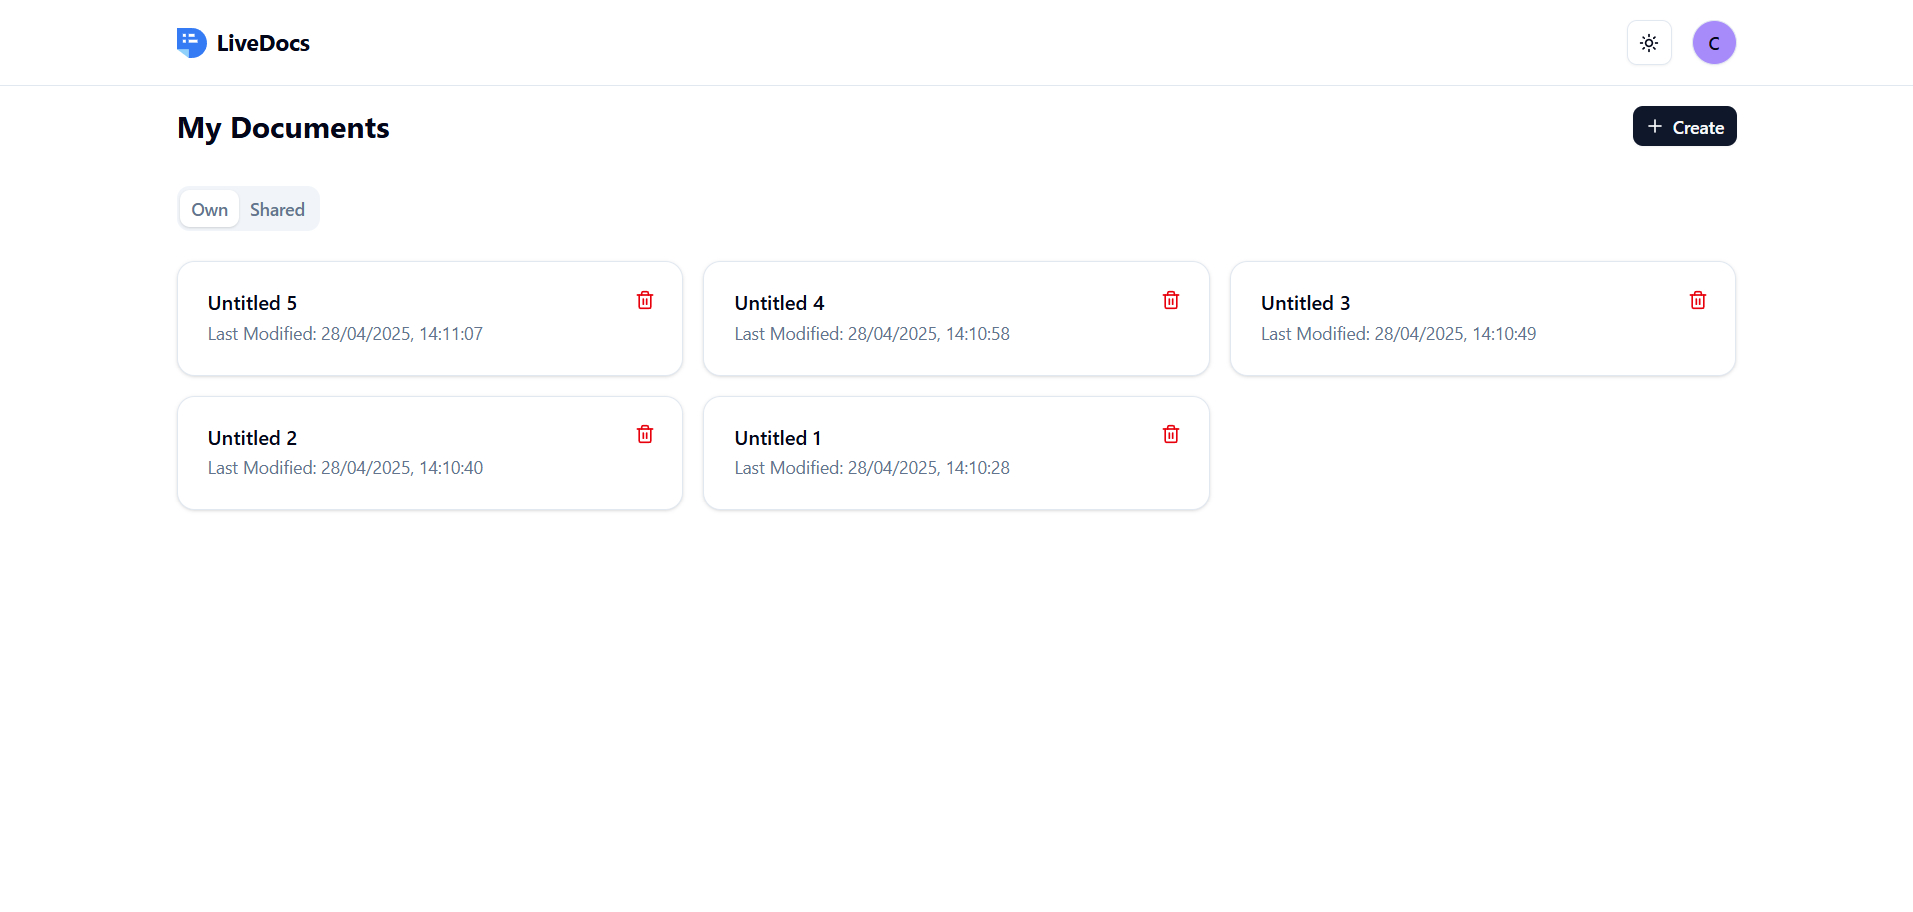 LiveDocs
C
My Documents
Create
Own
Shared
Untitled 5
Last Modified: 28/04/2025, 14:11:07
Untitled 4
Last Modified: 28/04/2025, 14:10:58
Untitled 3
Last Modified: 28/04/2025, 14:10:49
Untitled 2
Last Modified: 28/04/2025, 14:10:40
Untitled 1
Last Modified: 28/04/2025, 14:10:28